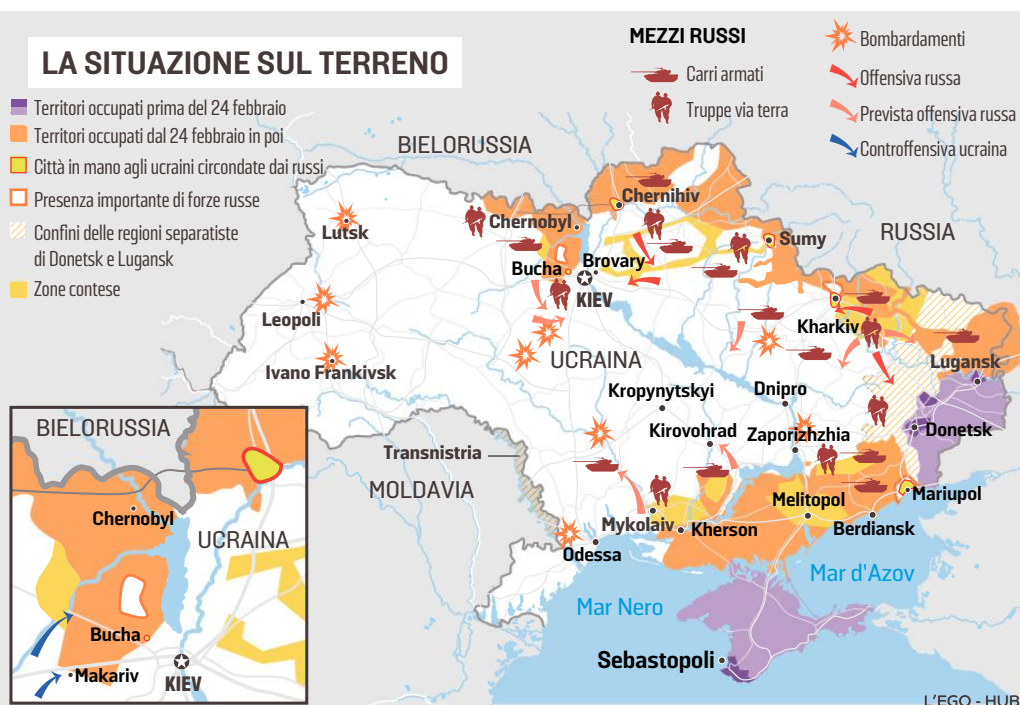 LA SITUAZIONE SUL TERRENO
Territori occupati prima del 24 febbraio
Territori occupati dal 24 febbraio in poi
Città in mano agli ucraini circondate dai russi
Presenza importante di forze russe
Confini delle regioni separatiste
di Donetsk e Lugansk
Zone contese
MEZZI RUSSI
Carri armati
Truppe via terra
Bombardamenti
Offensiva russa
Prevista offensiva russa
Controffensiva ucraina
BIELORUSSIA
RUSSIA
Chernihiv
Lutsk
Chernobyl
Sumy
Bucha
Brovary
KIEV
Leopoli
Kharkiv
Ivano Frankivsk
UCRAINA
Lugansk
Kropynytskyi
Dnipro
Kirovohrad
Zaporizhzhia
Donetsk
Transnistria
MOLDAVIA
Mariupol
Melitopol
Mykolaiv
Kherson
Berdiansk
Odessa
Mar d'Azov
Mar Nero
Sebastopoli
BIELORUSSIA
Chernobyl
UCRAINA
Bucha
Makariv
KIEV
L'EGO - HUB